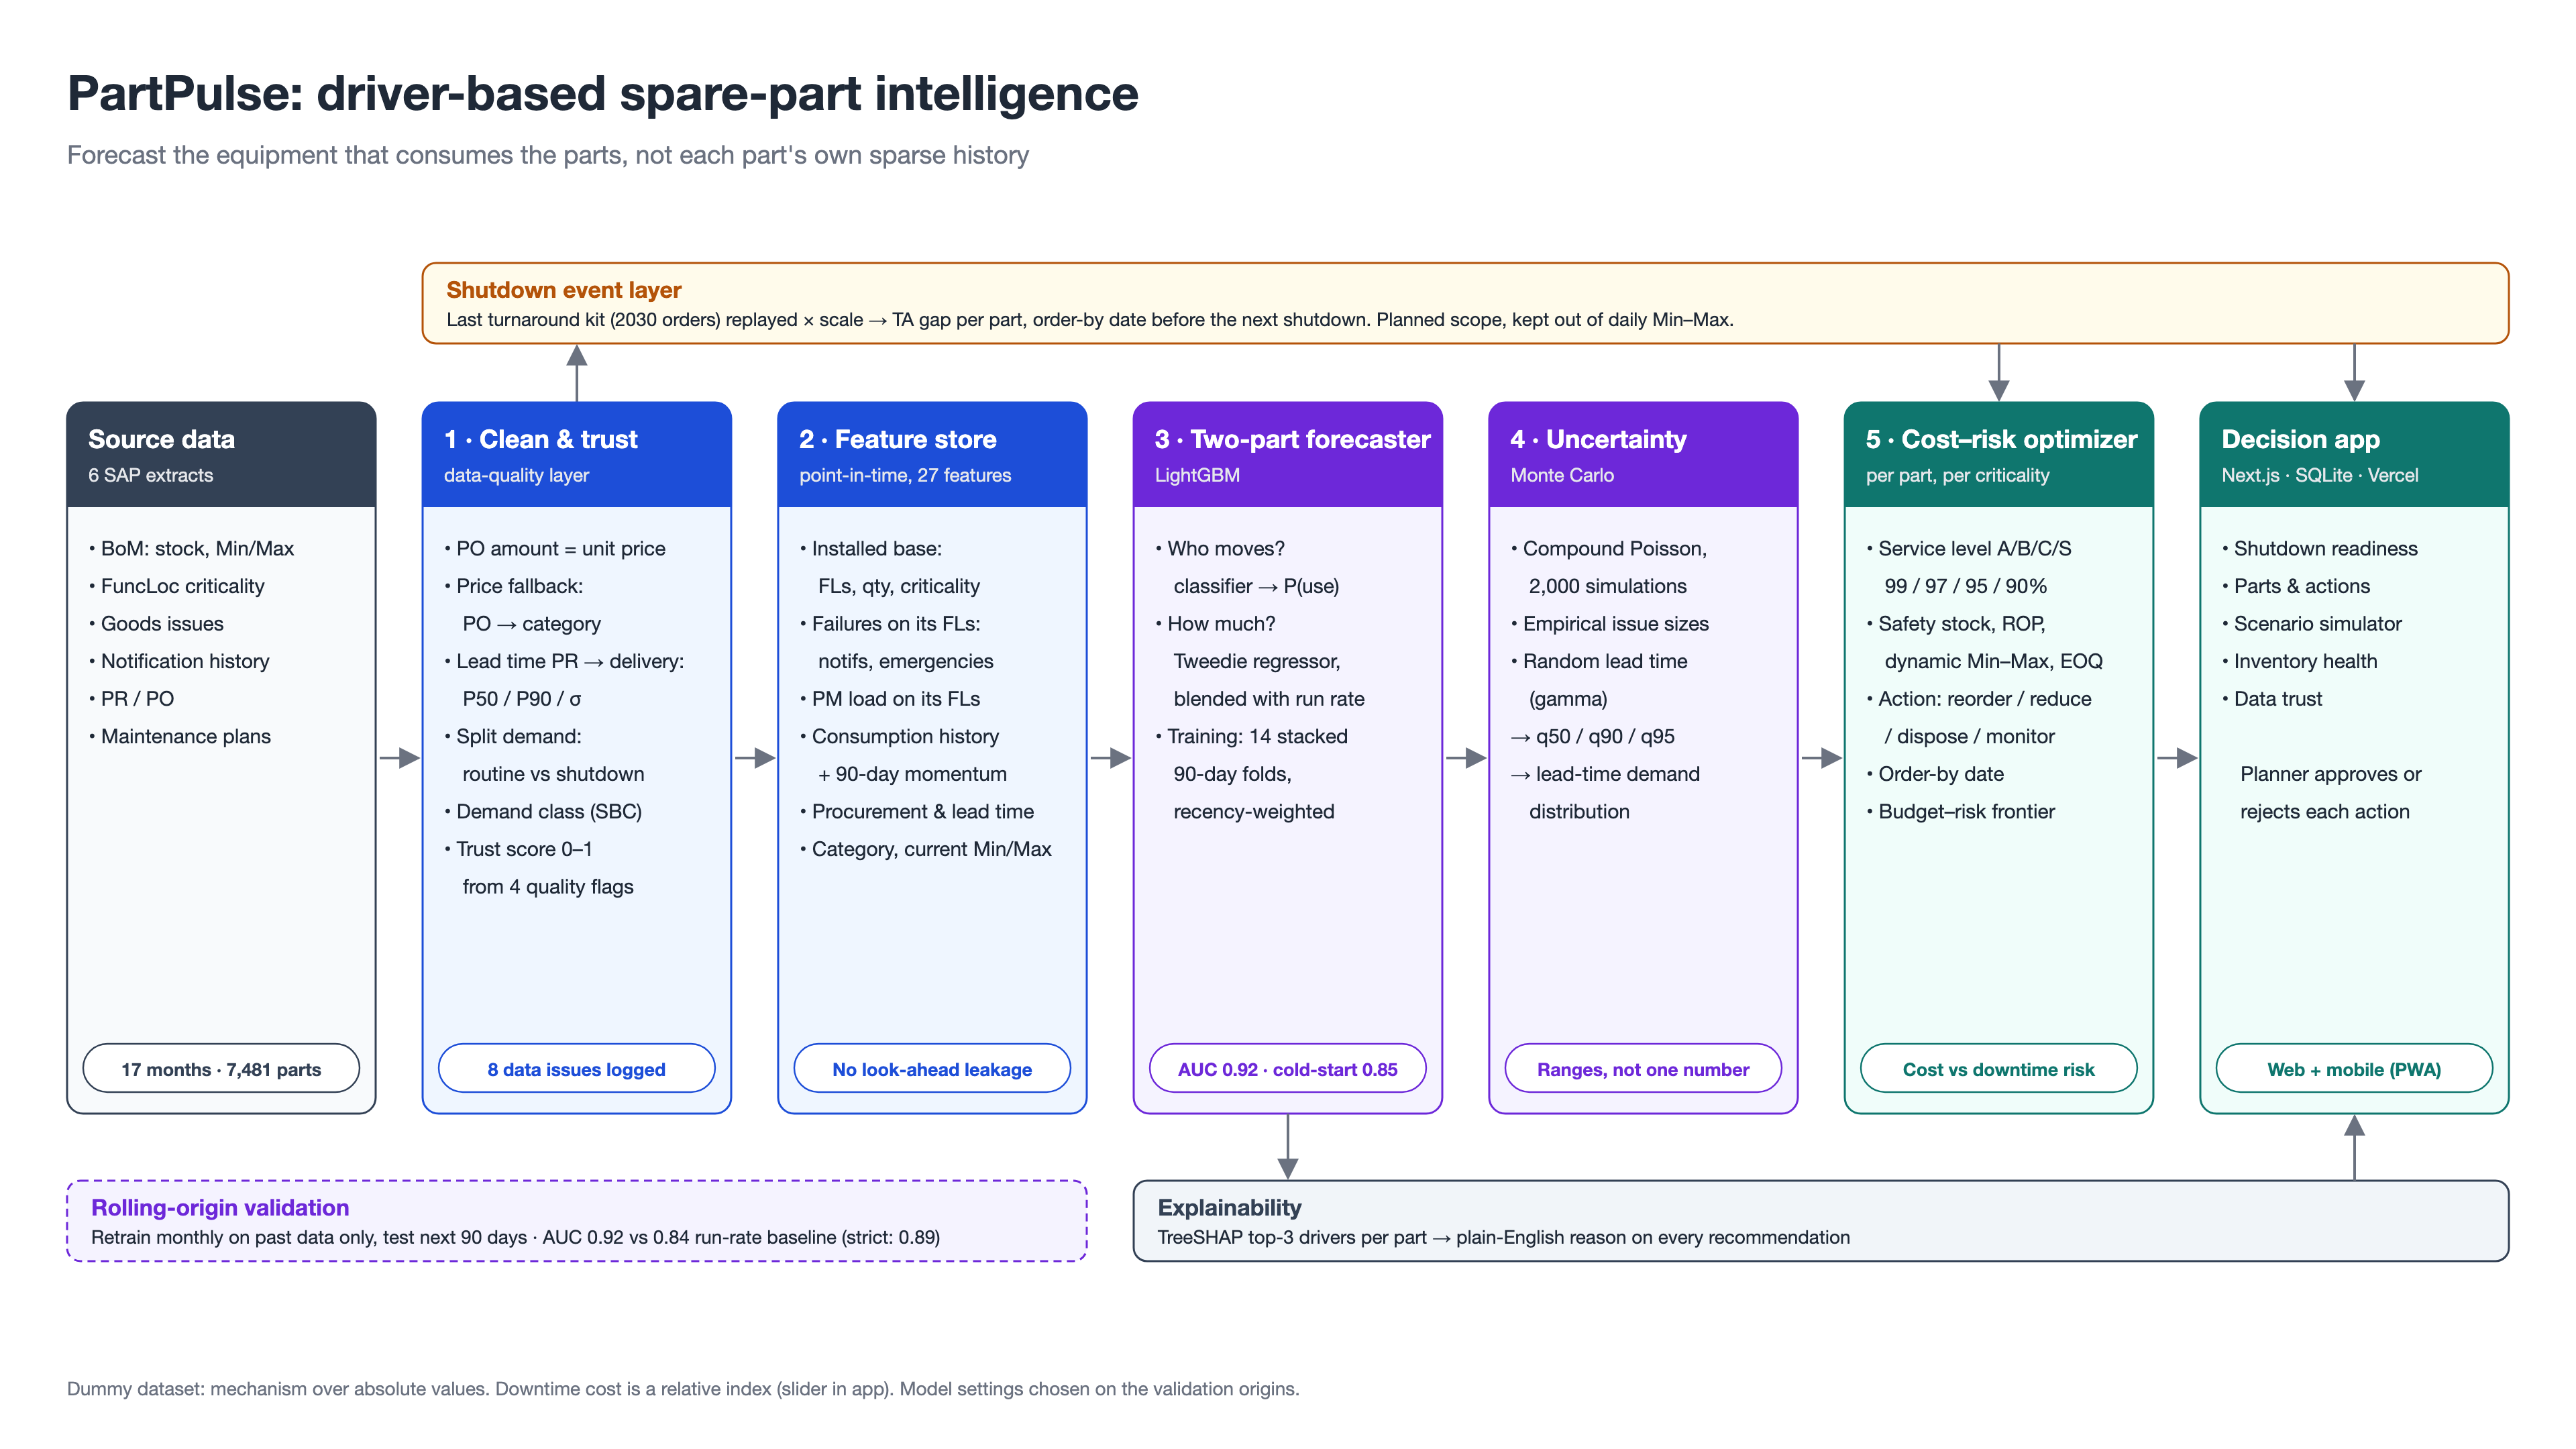 PartPulse: driver-based spare-part intelligence
Forecast the equipment that consumes the parts, not each part's own sparse history
Shutdown event layer
Last turnaround kit (2030 orders) replayed × scale → TA gap per part, order-by date before the next shutdown. Planned scope, kept out of daily Min–Max.
Source data
6 SAP extracts
• BoM: stock, Min/Max
• FuncLoc criticality
• Goods issues
• Notification history
• PR / PO
• Maintenance plans
17 months · 7,481 parts
1 · Clean & trust
data-quality layer
• PO amount = unit price
• Price fallback:
PO → category
• Lead time PR → delivery:
P50 / P90 / σ
• Split demand:
routine vs shutdown
• Demand class (SBC)
• Trust score 0–1
from 4 quality flags
8 data issues logged
2 · Feature store
point-in-time, 27 features
• Installed base:
FLs, qty, criticality
• Failures on its FLs:
notifs, emergencies
• PM load on its FLs
• Consumption history
+ 90-day momentum
• Procurement & lead time
• Category, current Min/Max
No look-ahead leakage
3 · Two-part forecaster
LightGBM
• Who moves?
classifier → P(use)
• How much?
Tweedie regressor,
blended with run rate
• Training: 14 stacked
90-day folds,
recency-weighted
AUC 0.92 · cold-start 0.85
4 · Uncertainty
Monte Carlo
• Compound Poisson,
2,000 simulations
• Empirical issue sizes
• Random lead time
(gamma)
→ q50 / q90 / q95
→ lead-time demand
distribution
Ranges, not one number
5 · Cost–risk optimizer
per part, per criticality
• Service level A/B/C/S
99 / 97 / 95 / 90%
• Safety stock, ROP,
dynamic Min–Max, EOQ
• Action: reorder / reduce
/ dispose / monitor
• Order-by date
• Budget–risk frontier
Cost vs downtime risk
Decision app
Next.js · SQLite · Vercel
• Shutdown readiness
• Parts & actions
• Scenario simulator
• Inventory health
• Data trust
Planner approves or
rejects each action
Web + mobile (PWA)
Rolling-origin validation
Retrain monthly on past data only, test next 90 days · AUC 0.92 vs 0.84 run-rate baseline (strict: 0.89)
Explainability
TreeSHAP top-3 drivers per part → plain-English reason on every recommendation
Dummy dataset: mechanism over absolute values. Downtime cost is a relative index (slider in app). Model settings chosen on the validation origins.